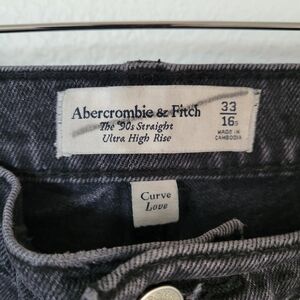 Abercrombie & Fitch
The '90s Straight
Ultra High Rise
33
16s
MADE IN
CAMBODIA
Curve
Love